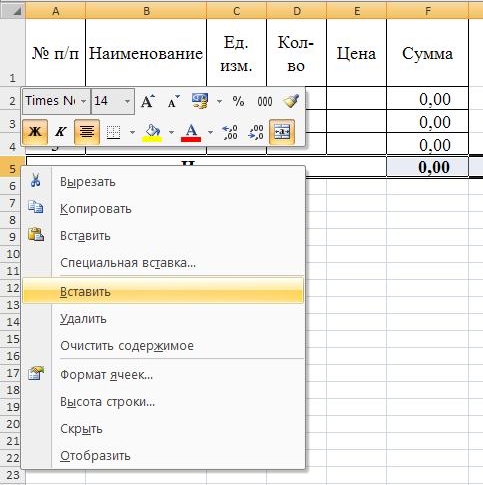 A B C D E F
1 № п/п Наименование Ед. изм. Кол-во Цена Сумма
Times Ne 14 A A % 000
Ж К А ,00 ,0
2 0,00
3 0,00
4 0,00
5 0,00
6
7
8
9
10
11
12
13
14
15
16
17
18
19
20
21
22
23
Вырезать
Копировать
Вставить
Специальная вставка...
Вставить
Удалить
Очистить содержимое
Формат ячеек...
Высота строки...
Скрыть
Отобразить